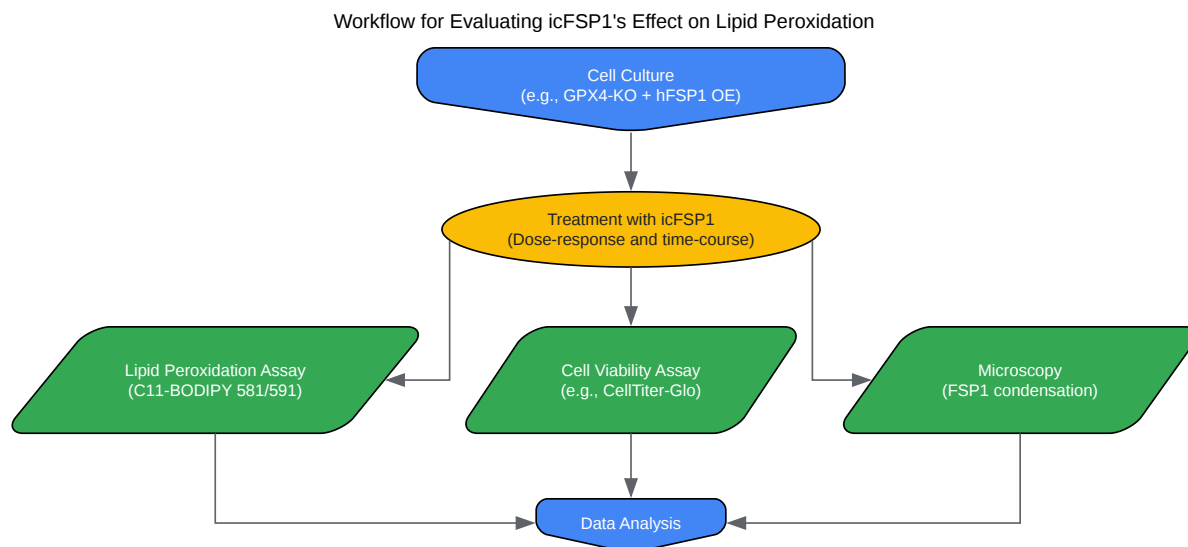 Workflow for Evaluating icFSP1's Effect on Lipid Peroxidation
Cell Culture
(e.g., GPX4-KO + hFSP1 OE)
Treatment with icFSP1
(Dose-response and time-course)
Lipid Peroxidation Assay
(C11-BODIPY 581/591)
Cell Viability Assay
(e.g., CellTiter-Glo)
Microscopy
(FSP1 condensation)
Data Analysis